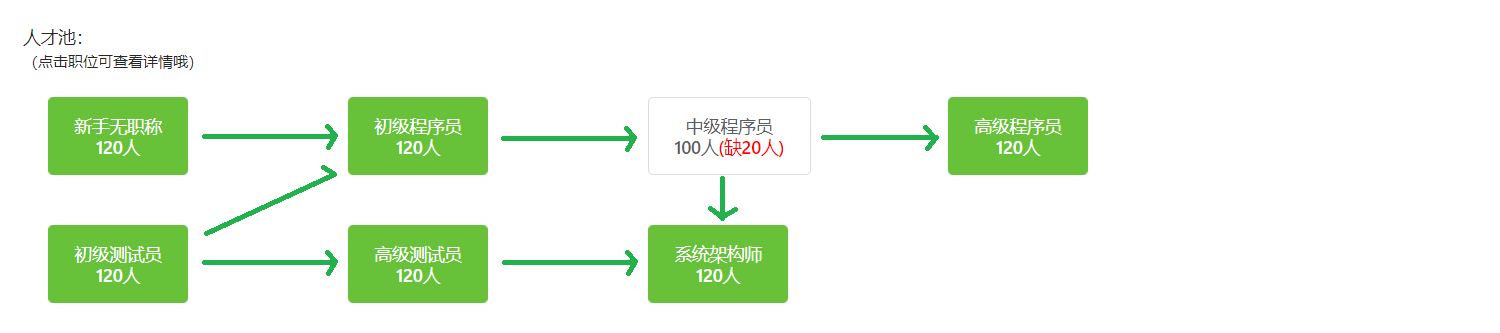 人才池：
（点击职位可查看详情哦）
新手无职称
120人
初级程序员
120人
中级程序员
100人(缺20人)
高级程序员
120人
初级测试员
120人
高级测试员
120人
系统架构师
120人